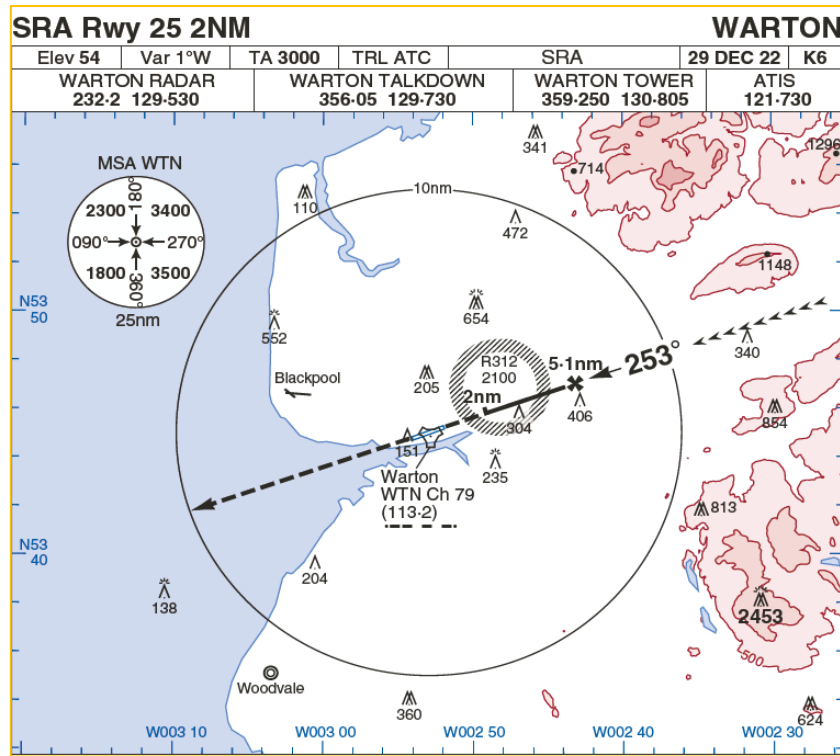 SRA Rwy 25 2NM WARTON
Elev 54 Var 1°W TA 3000 TRL ATC SRA 29 DEC 22 K6
WARTON RADAR WARTON TALKDOWN WARTON TOWER ATIS
232·2 129·530 356·05 129·730 359·250 130·805 121·730
341
1296
714
MSA WTN
180°
2300 3400
090° 270°
1800 3500
360°
25nm
110
10nm
472
1148
N53
50
552
654
340
R312
2100
5·1nm
253°
Blackpool
205
2nm
406
854
304
151
235
Warton
WTN Ch 79
(113·2)
813
N53
40
204
138
2453
500
Woodvale
360
624
W003 10 W003 00 W002 50 W002 40 W002 30